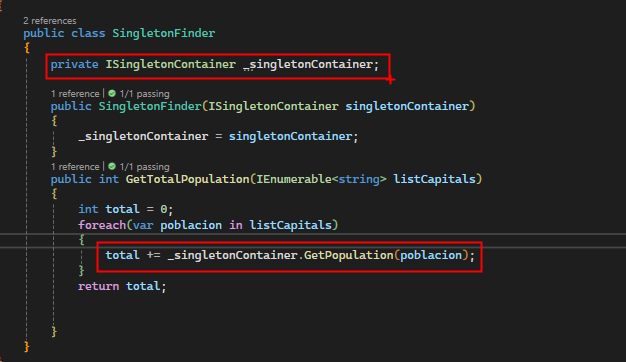 2 references
public class SingletonFinder
{
private ISingletonContainer _singletonContainer;
1 reference | 1/1 passing
public SingletonFinder(ISingletonContainer singletonContainer)
{
_singletonContainer = singletonContainer;
}
1 reference | 1/1 passing
public int GetTotalPopulation(IEnumerable<string> listCapitals)
{
int total = 0;
foreach(var poblacion in listCapitals)
{
total += _singletonContainer.GetPopulation(poblacion);
}
return total;
}
}